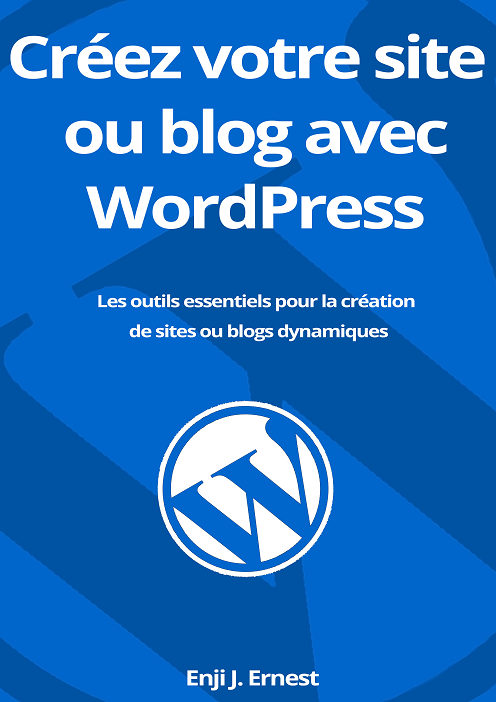 Créez votre site
ou blog avec
WordPress
Les outils essentiels pour la création
de sites ou blogs dynamiques
W
Enji J. Ernest